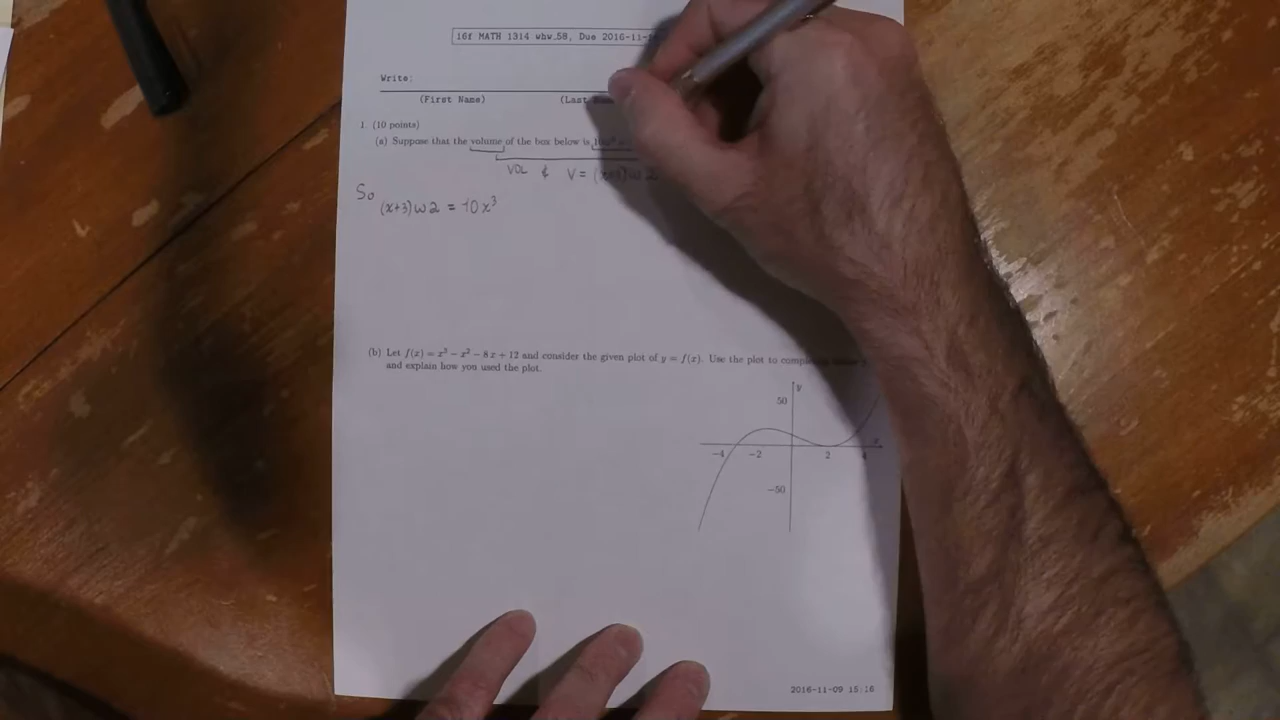 16f MATH 1314 whw.58, Due 2016-11-
Write:
(First Name) (Last
1. (10 points)
(a) Suppose that the volume of the box below is
VOL & V = (x+3)w2
So
(x+3)w2 = 10x³
(b) Let f(x) = x³ − x² − 8x + 12 and consider the given plot of y = f(x). Use the plot to
and explain how you used the plot.
y
50
x
−4 −2 2 4
−50
2016-11-09 15:16